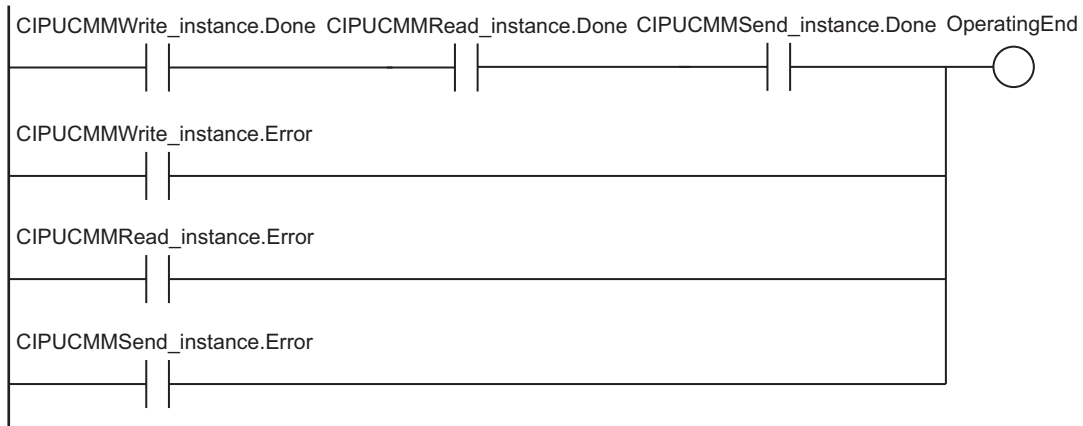 CIPUCMMWrite_instance.Done CIPUCMMRead_instance.Done CIPUCMMSend_instance.Done OperatingEnd
CIPUCMMWrite_instance.Error
CIPUCMMRead_instance.Error
CIPUCMMSend_instance.Error